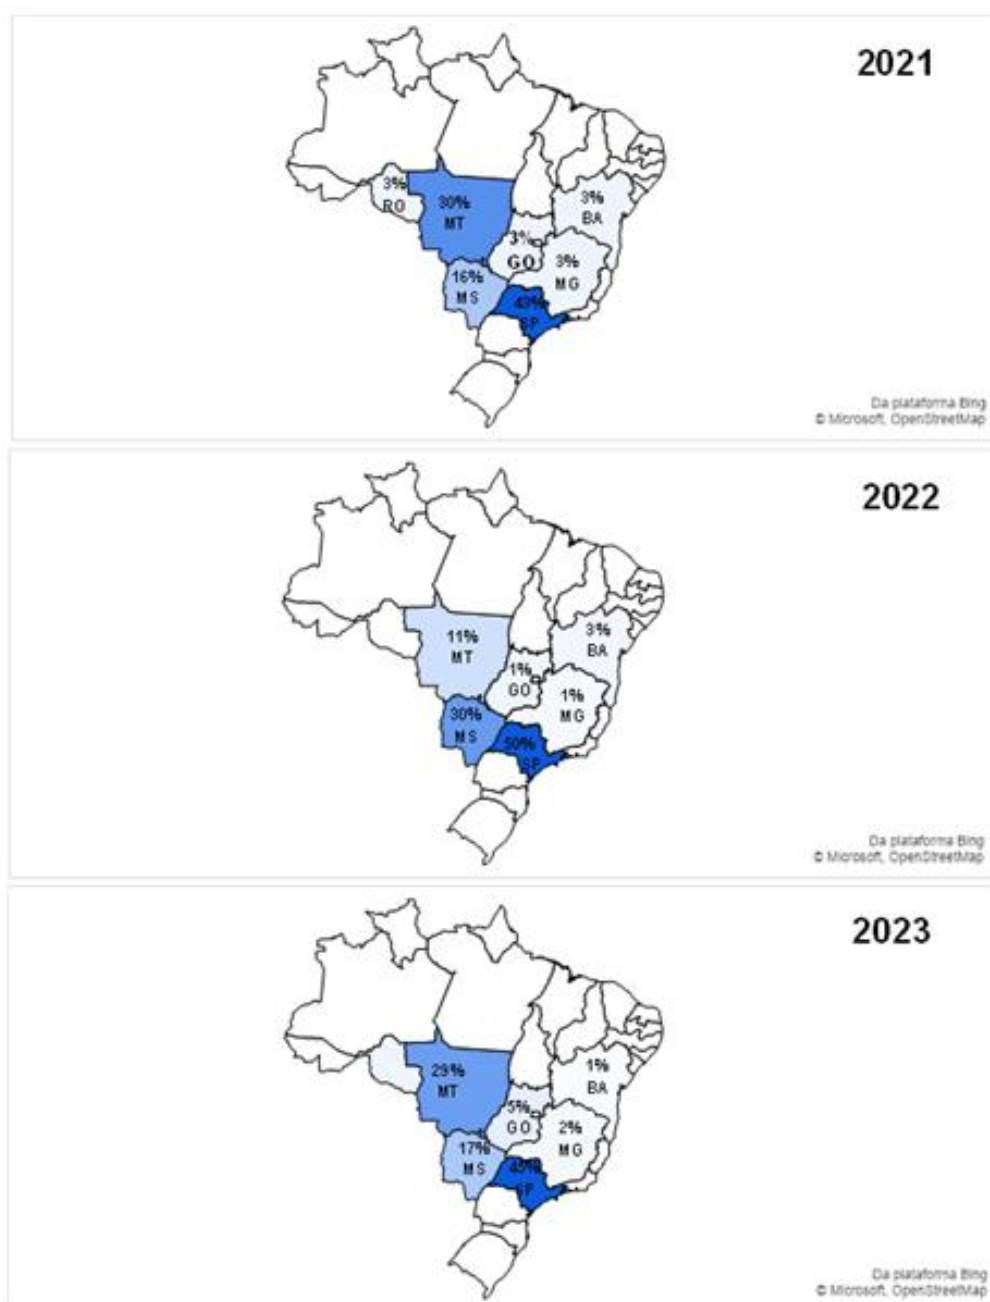 2021
3%
RO
30%
MT
3%
BA
3%
GO
3%
MG
16%
MS
43%
SP
Da plataforma Bing
© Microsoft, OpenStreetMap
2022
11%
MT
3%
BA
1%
GO
1%
MG
30%
MS
50%
SP
Da plataforma Bing
© Microsoft, OpenStreetMap
2023
29%
MT
1%
BA
5%
GO
2%
MG
17%
MS
45%
SP
Da plataforma Bing
© Microsoft, OpenStreetMap